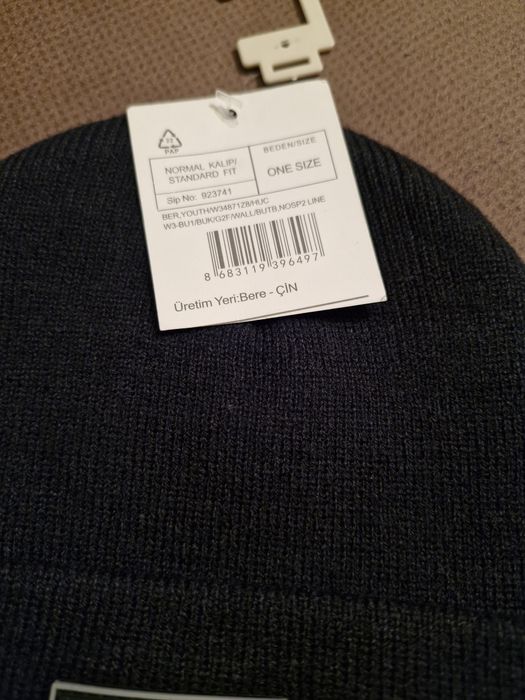 22
PAP
NORMAL KALIP/
STANDARD FIT
BEDEN/SIZE
ONE SIZE
Sip No: 923741
BER,YOUTH/W34871Z8/HUC
W3-BU1/BUK/G2F/WALL/BUTB,NOSP2 LINE
8 683119 396497
Üretim Yeri:Bere - ÇİN